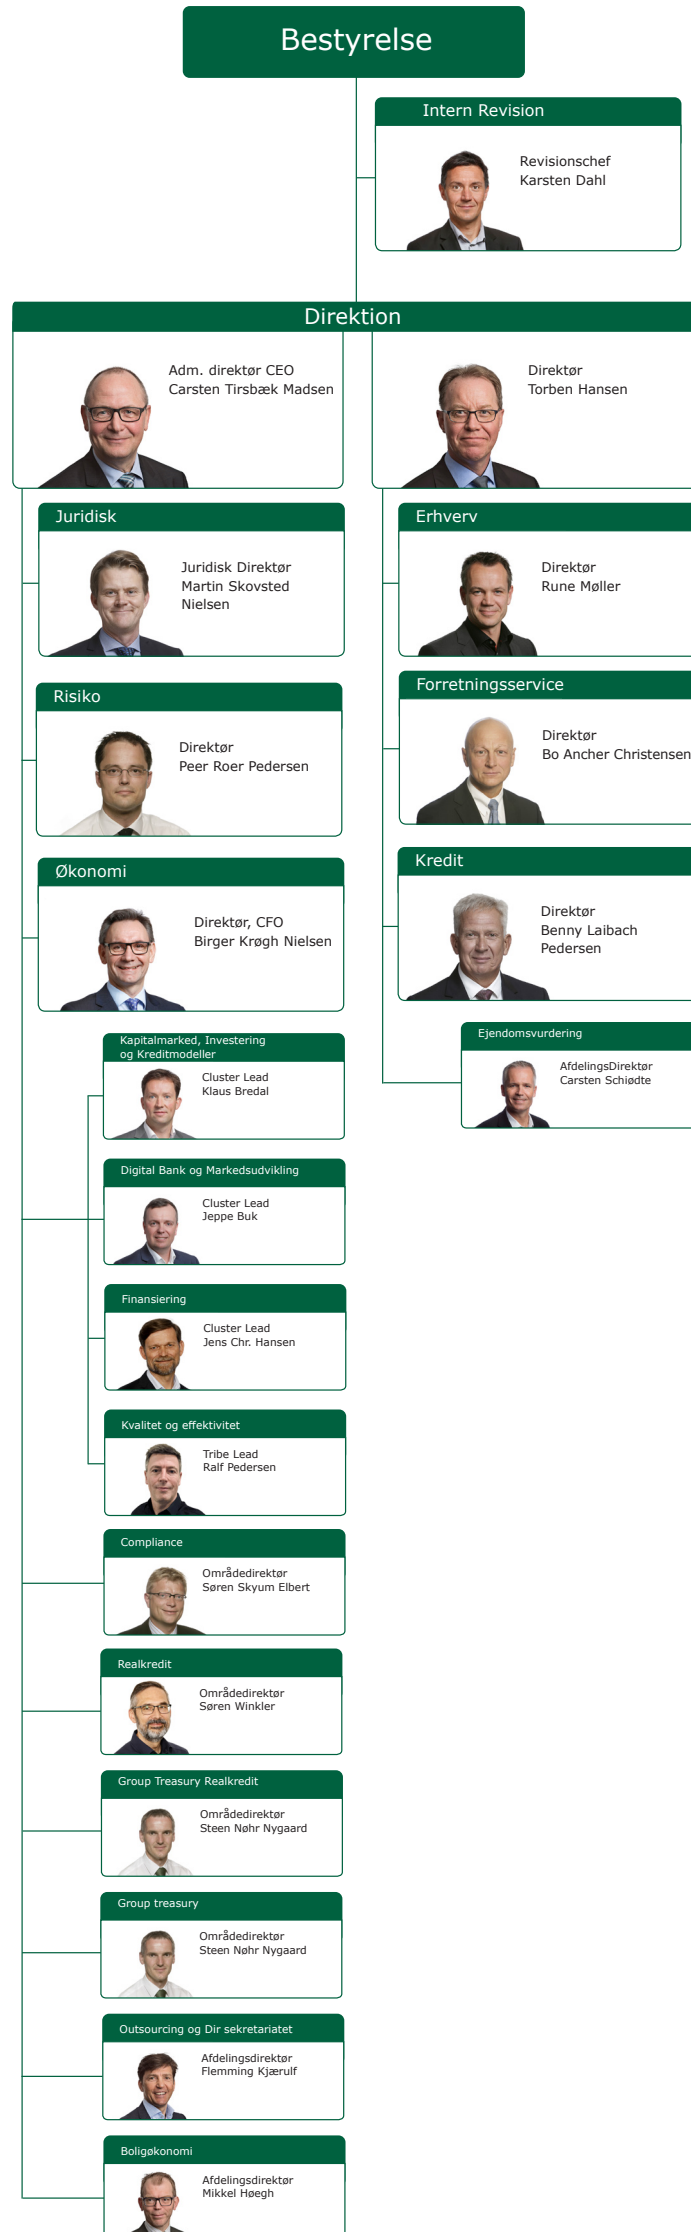 Bestyrelse
Intern Revision
Revisionschef
Karsten Dahl
Direktion
Adm. direktør CEO
Carsten Tirsbæk Madsen
Direktør
Torben Hansen
Juridisk
Juridisk Direktør
Martin Skovsted
Nielsen
Risiko
Direktør
Peer Roer Pedersen
Økonomi
Direktør, CFO
Birger Krøgh Nielsen
Kapitalmarked, Investering
og Kreditmodeller
Cluster Lead
Klaus Bredal
Digital Bank og Markedsudvikling
Cluster Lead
Jeppe Buk
Finansiering
Cluster Lead
Jens Chr. Hansen
Kvalitet og effektivitet
Tribe Lead
Ralf Pedersen
Compliance
Områdedirektør
Søren Skyum Elbert
Realkredit
Områdedirektør
Søren Winkler
Group Treasury Realkredit
Områdedirektør
Steen Nøhr Nygaard
Group treasury
Områdedirektør
Steen Nøhr Nygaard
Outsourcing og Dir sekretariatet
Afdelingsdirektør
Flemming Kjærulf
Boligøkonomi
Afdelingsdirektør
Mikkel Høegh
Erhverv
Direktør
Rune Møller
Forretningsservice
Direktør
Bo Ancher Christensen
Kredit
Direktør
Benny Laibach
Pedersen
Ejendomsvurdering
AfdelingsDirektør
Carsten Schiødte